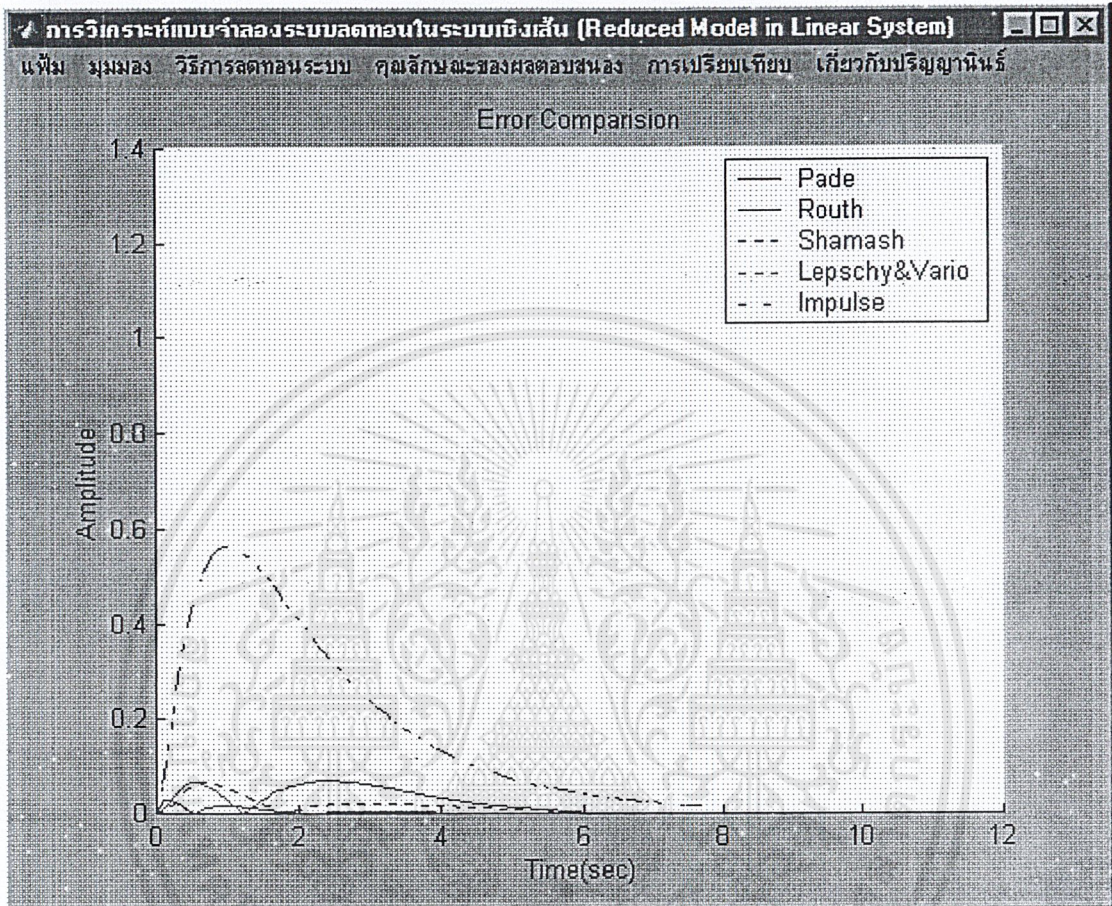 การวิเคราะห์แบบจำลองระบบลดทอนในระบบเชิงเส้น (Reduced Model in Linear System)
แฟ้ม มุมมอง วิธีการลดทอนระบบ คุณลักษณะของผลตอบสนอง การเปรียบเทียบ เกี่ยวกับปริญญานิพนธ์
Error Comparision
1.4
1.2
1
0.8
0.6
0.4
0.2
0
Amplitude
Pade
Routh
Shamash
Lepschy&Vario
Impulse
0 2 4 6 8 10 12
Time(sec)